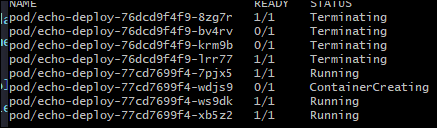 NAME READY STATUS
pod/echo-deploy-76dcd9f4f9-8zg7r 1/1 Terminating
pod/echo-deploy-76dcd9f4f9-bv4rv 0/1 Terminating
pod/echo-deploy-76dcd9f4f9-krm9b 0/1 Terminating
pod/echo-deploy-76dcd9f4f9-lrr77 1/1 Terminating
pod/echo-deploy-77cd7699f4-7pjx5 1/1 Running
pod/echo-deploy-77cd7699f4-wdjs9 0/1 ContainerCreating
pod/echo-deploy-77cd7699f4-ws9dk 1/1 Running
pod/echo-deploy-77cd7699f4-xb5z2 1/1 Running